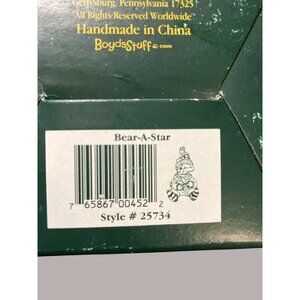 Gettysburg, Pennsylvania 17325
All Rights Reserved Worldwide
Handmade in China
BoydsStuff.com
Bear-A-Star
7 65867 00452 2
Style # 25734